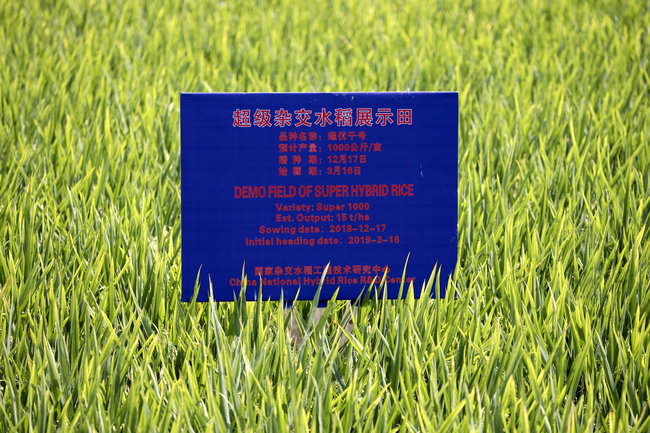 超级杂交水稻展示田
品种名称：超优千号
预计产量：1000公斤/亩
播 种 期：12月17日
始 穗 期：3月16日
DEMO FIELD OF SUPER HYBRID RICE
Variety: Super 1000
Est. Output: 15 t/ha
Sowing date: 2018-12-17
Initial heading date: 2019-3-16
国家杂交水稻工程技术研究中心
China National Hybrid Rice R&D Center